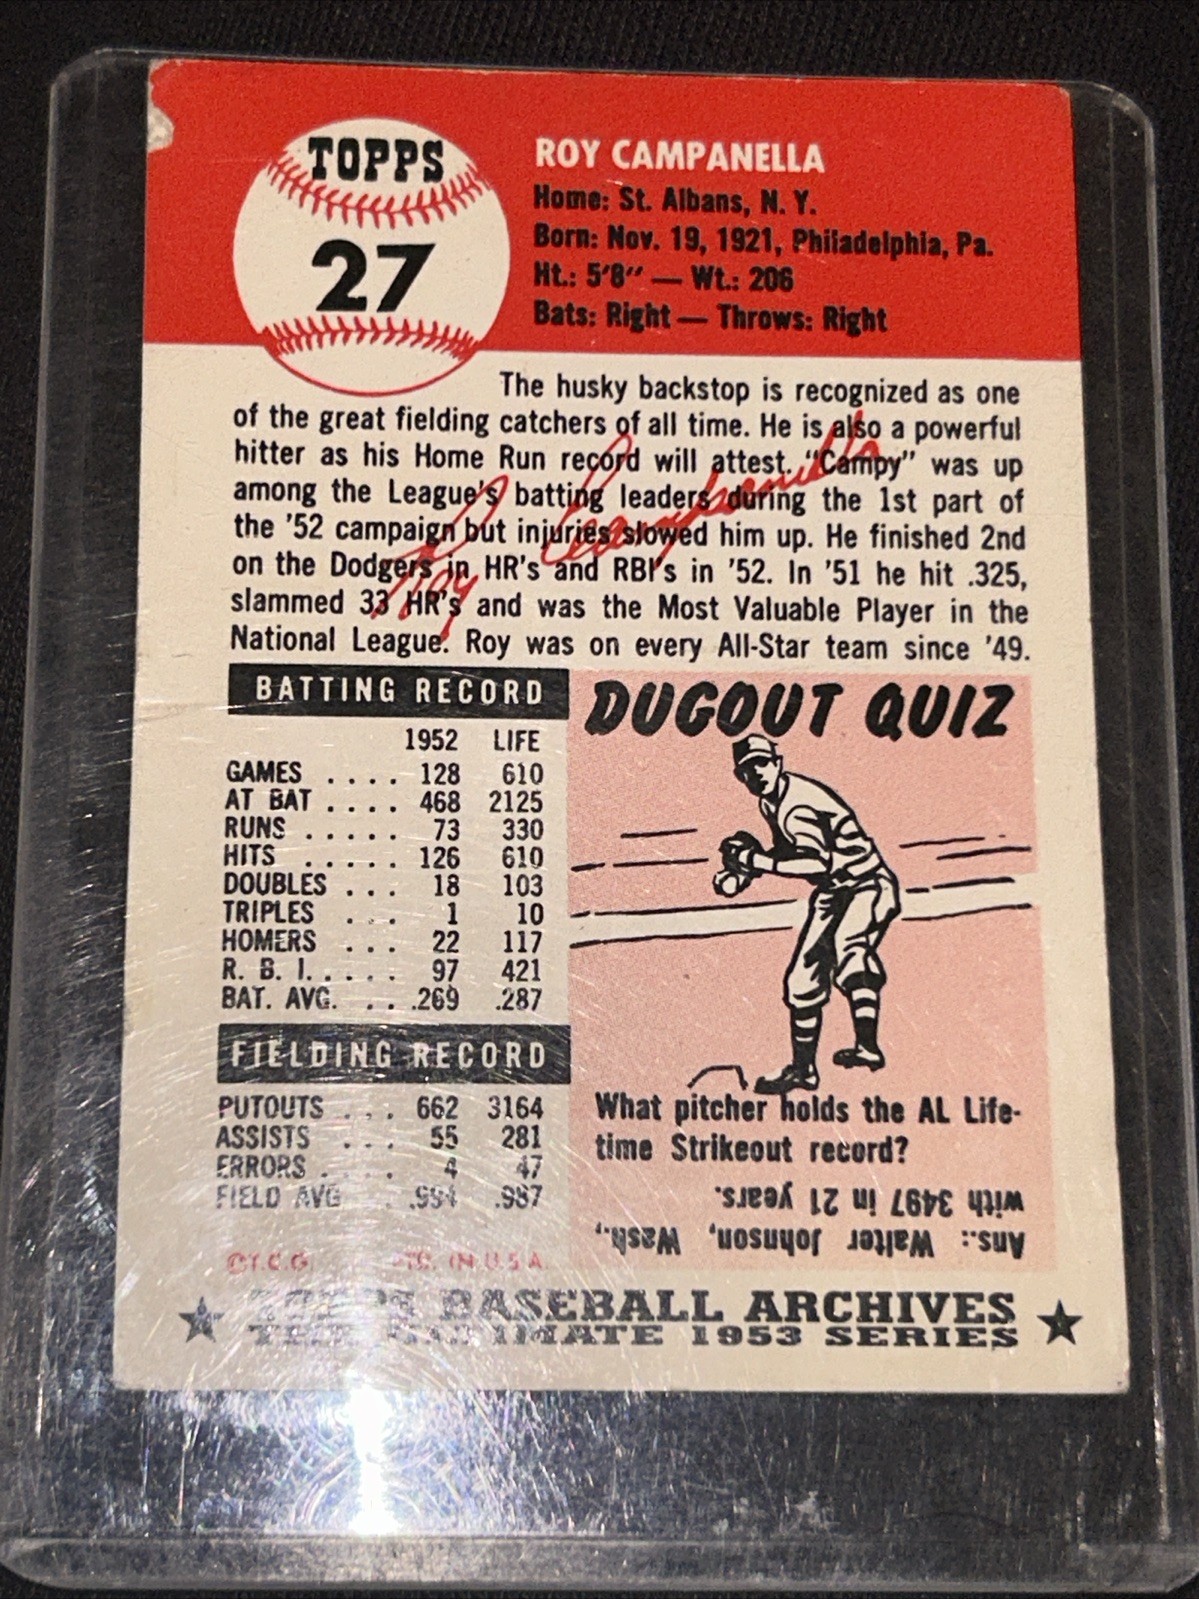 TOPPS
27
ROY CAMPANELLA
Home: St. Albans, N. Y.
Born: Nov. 19, 1921, Philadelphia, Pa.
Ht.: 5'8" — Wt.: 206
Bats: Right — Throws: Right
The husky backstop is recognized as one
of the great fielding catchers of all time. He is also a powerful
hitter as his Home Run record will attest. "Campy" was up
among the League's batting leaders during the 1st part of
the '52 campaign but injuries slowed him up. He finished 2nd
on the Dodgers in HR's and RBI's in '52. In '51 he hit .325,
slammed 33 HR's and was the Most Valuable Player in the
National League. Roy was on every All-Star team since '49.
Roy Campanella
BATTING RECORD
1952 LIFE
GAMES .... 128 610
AT BAT .... 468 2125
RUNS ..... 73 330
HITS ..... 126 610
DOUBLES ... 18 103
TRIPLES ... 1 10
HOMERS ... 22 117
R. B. I. .... 97 421
BAT. AVG. .. .269 .287
FIELDING RECORD
PUTOUTS ... 662 3164
ASSISTS ... 55 281
ERRORS .... 4 47
FIELD AVG .994 .987
©T.C.G. PTD. IN U.S.A.
DUGOUT QUIZ
What pitcher holds the AL Life-
time Strikeout record?
Ans.: Walter Johnson, Wash.,
with 3497 in 21 years.
TOPPS BASEBALL ARCHIVES
THE ULTIMATE 1953 SERIES